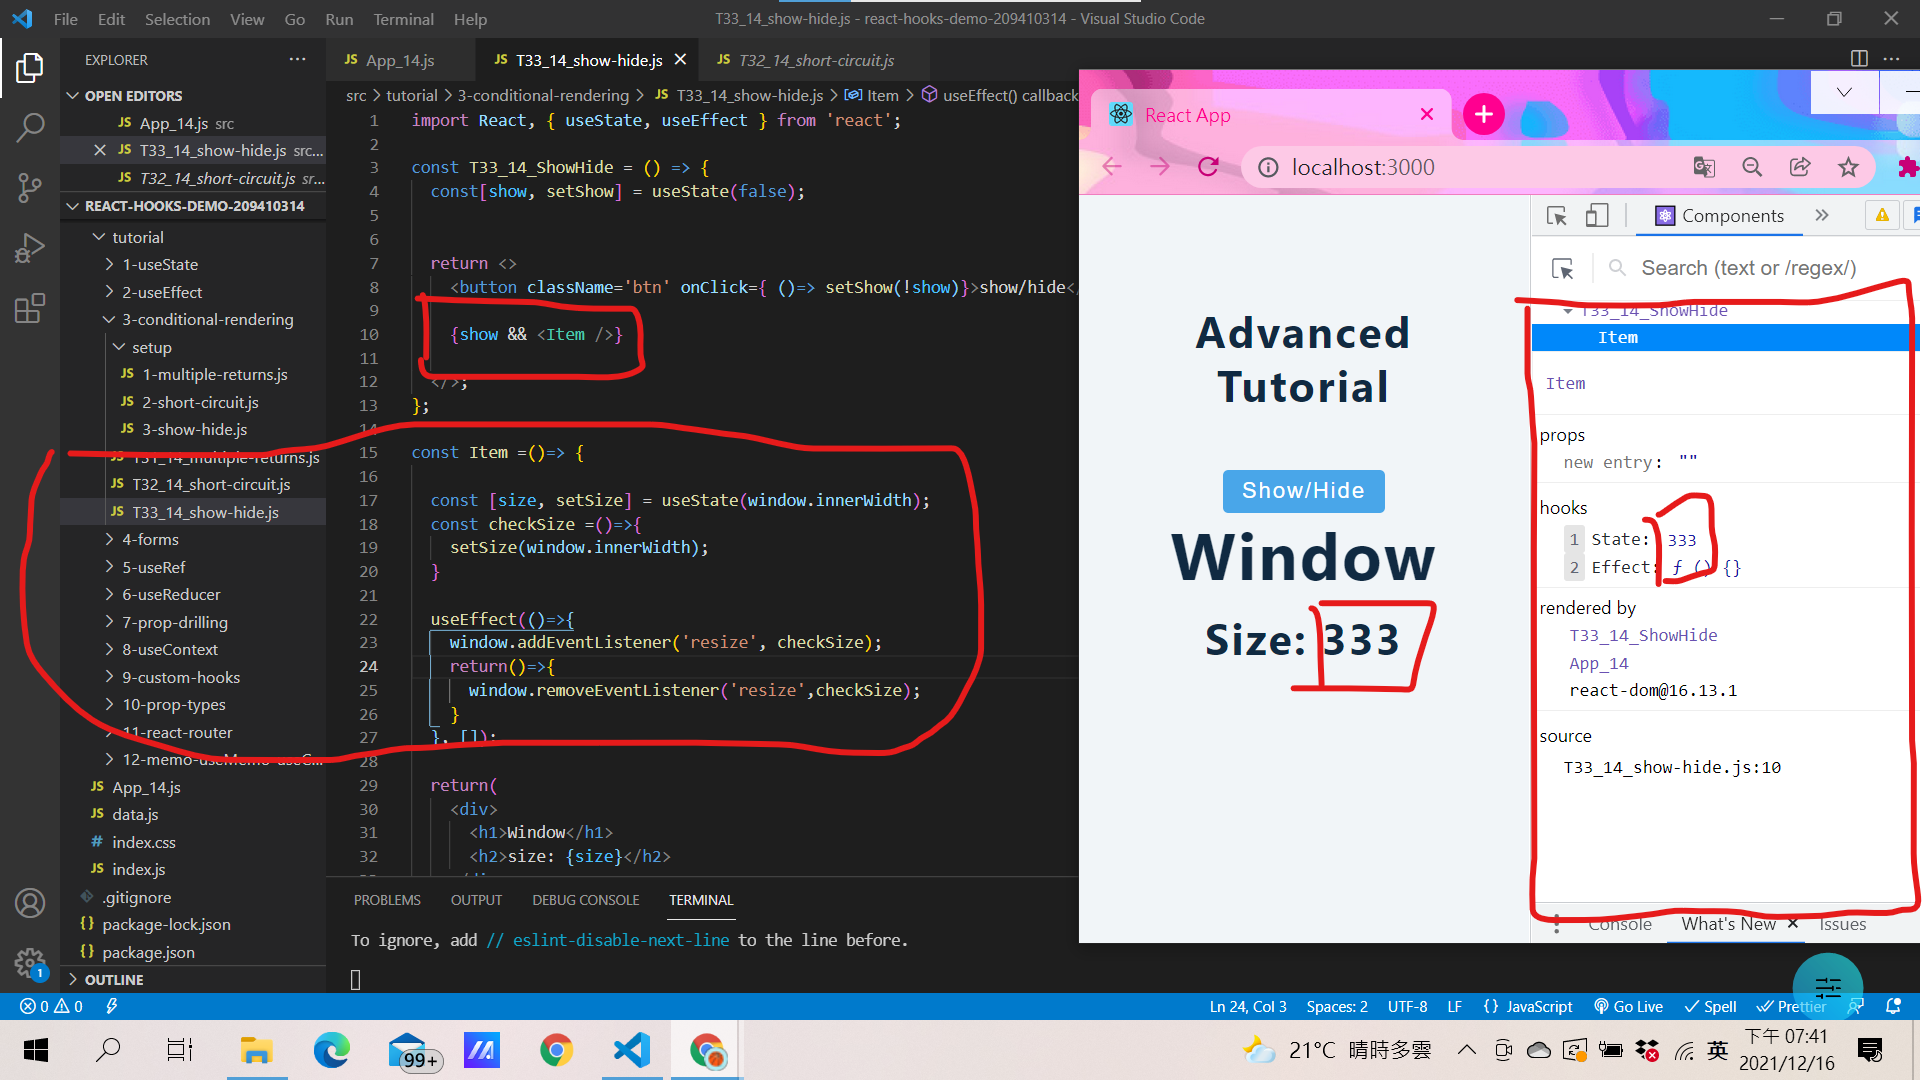 File Edit Selection View Go Run Terminal Help
T33_14_show-hide.js - react-hooks-demo-209410314 - Visual Studio Code
EXPLORER
OPEN EDITORS
JS App_14.js src
JS T33_14_show-hide.js src...
JS T32_14_short-circuit.js sr...
REACT-HOOKS-DEMO-209410314
tutorial
1-useState
2-useEffect
3-conditional-rendering
setup
JS 1-multiple-returns.js
JS 2-short-circuit.js
JS 3-show-hide.js
JS T31_14_multiple-returns.js
JS T32_14_short-circuit.js
JS T33_14_show-hide.js
4-forms
5-useRef
6-useReducer
7-prop-drilling
8-useContext
9-custom-hooks
10-prop-types
11-react-router
12-memo-useMemo-useC...
JS App_14.js
JS data.js
# index.css
JS index.js
.gitignore
{} package-lock.json
{} package.json
OUTLINE
JS App_14.js
JS T33_14_show-hide.js
JS T32_14_short-circuit.js
src > tutorial > 3-conditional-rendering > JS T33_14_show-hide.js > Item > useEffect() callback
1 import React, { useState, useEffect } from 'react';
2
3 const T33_14_ShowHide = () => {
4 const[show, setShow] = useState(false);
5
6
7 return <>
8 <button className='btn' onClick={ ()=> setShow(!show)}>show/hide</
9
10 {show && <Item />}
11
12 </>;
13 };
14
15 const Item =()=> {
16
17 const [size, setSize] = useState(window.innerWidth);
18 const checkSize =()=>{
19 setSize(window.innerWidth);
20 }
21
22 useEffect(()=>{
23 window.addEventListener('resize', checkSize);
24 return()=>{
25 window.removeEventListener('resize',checkSize);
26 }
27 }, []);
28
29 return(
30 <div>
31 <h1>Window</h1>
32 <h2>size: {size}</h2>
PROBLEMS OUTPUT DEBUG CONSOLE TERMINAL
To ignore, add // eslint-disable-next-line to the line before.
React App
localhost:3000
Advanced
Tutorial
Show/Hide
Window
Size: 333
Components
Search (text or /regex/)
T33_14_ShowHide
Item
Item
props
new entry: ""
hooks
1 State: 333
2 Effect: ƒ () {}
rendered by
T33_14_ShowHide
App_14
react-dom@16.13.1
source
T33_14_show-hide.js:10
Console What's New Issues
0 0
Ln 24, Col 3 Spaces: 2 UTF-8 LF {} JavaScript Go Live Spell Prettier
1
99+
21°C 晴時多雲
英
下午 07:41
2021/12/16